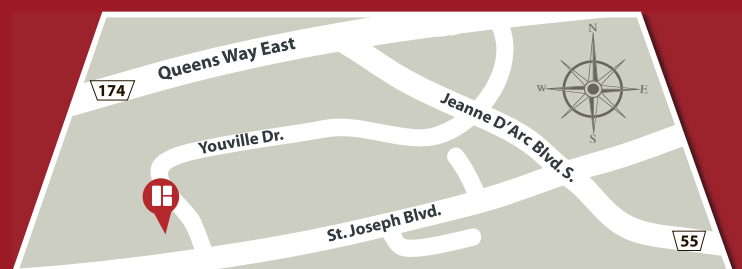 N
Queens Way East
W
E
174
Jeanne D'Arc Blvd. S.
Youville Dr.
S
St. Joseph Blvd.
55